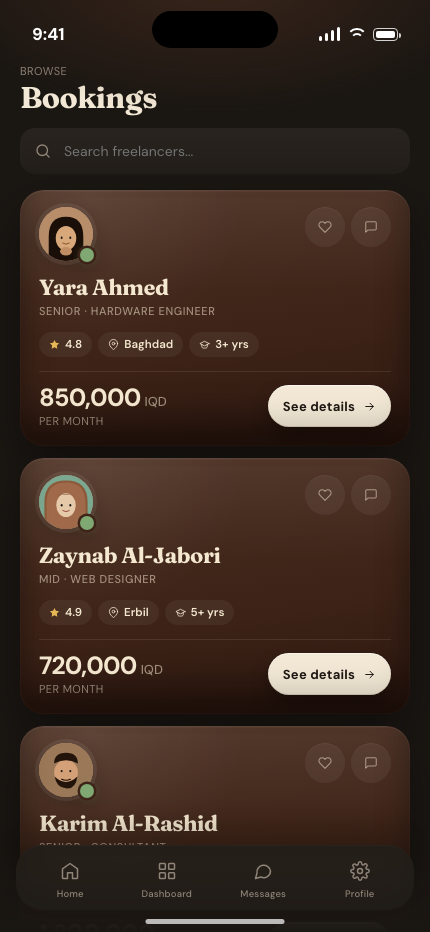 9:41
BROWSE
Bookings
Search freelancers...
Yara Ahmed
SENIOR · HARDWARE ENGINEER
4.8 Baghdad 3+ yrs
850,000 IQD See details →
PER MONTH
Zaynab Al-Jabori
MID · WEB DESIGNER
4.9 Erbil 5+ yrs
720,000 IQD See details →
PER MONTH
Karim Al-Rashid
SENIOR · CONSULTANT
Home Dashboard Messages Profile